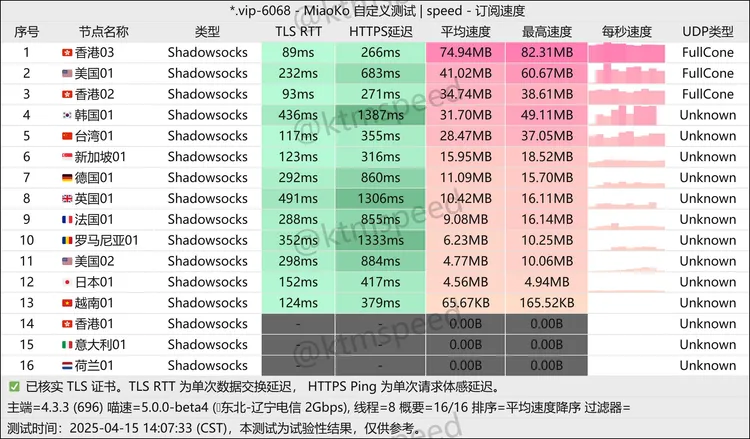 *.vip-6068 - MiaoKo 自定义测试 | speed - 订阅速度
序号 节点名称 类型 TLS RTT HTTPS延迟 平均速度 最高速度 每秒速度 UDP类型
1 香港03 Shadowsocks 89ms 266ms 74.94MB 82.31MB FullCone
2 美国01 Shadowsocks 232ms 683ms 41.02MB 60.67MB FullCone
3 香港02 Shadowsocks 93ms 271ms 34.74MB 38.61MB FullCone
4 韩国01 Shadowsocks 436ms 1387ms 31.70MB 49.11MB Unknown
5 台湾01 Shadowsocks 117ms 355ms 28.47MB 37.05MB Unknown
6 新加坡01 Shadowsocks 123ms 316ms 15.95MB 18.52MB Unknown
7 德国01 Shadowsocks 292ms 860ms 11.09MB 15.70MB Unknown
8 英国01 Shadowsocks 491ms 1306ms 10.42MB 16.11MB Unknown
9 法国01 Shadowsocks 288ms 855ms 9.08MB 16.14MB Unknown
10 罗马尼亚01 Shadowsocks 352ms 1333ms 6.23MB 10.25MB Unknown
11 美国02 Shadowsocks 298ms 884ms 4.77MB 10.06MB Unknown
12 日本01 Shadowsocks 152ms 417ms 4.56MB 4.94MB Unknown
13 越南01 Shadowsocks 124ms 379ms 65.67KB 165.52KB Unknown
14 香港01 Shadowsocks - - 0.00B 0.00B Unknown
15 意大利01 Shadowsocks - - 0.00B 0.00B Unknown
16 荷兰01 Shadowsocks - - 0.00B 0.00B Unknown
@ktmspeed
@ktmspeed
@ktmspeed
✅ 已核实 TLS 证书。TLS RTT 为单次数据交换延迟， HTTPS Ping 为单次请求体感延迟。
主端=4.3.3 (696) 喵速=5.0.0-beta4 (东北-辽宁电信 2Gbps), 线程=8 概要=16/16 排序=平均速度降序 过滤器=
测试时间：2025-04-15 14:07:33 (CST)，本测试为试验性结果，仅供参考。